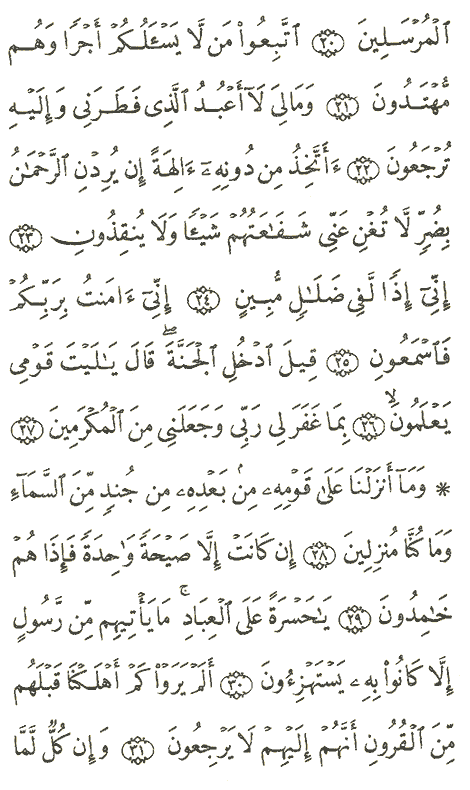 ٱلْمُرْسَلِينَ ٢٠ ٱتَّبِعُوا۟ مَن لَّا يَسْـَٔلُكُمْ أَجْرًا وَهُم
مُّهْتَدُونَ ٢١ وَمَالِىَ لَآ أَعْبُدُ ٱلَّذِى فَطَرَنِى وَإِلَيْهِ
تُرْجَعُونَ ٢٢ ءَأَتَّخِذُ مِن دُونِهِۦٓ ءَالِهَةً إِن يُرِدْنِ ٱلرَّحْمَـٰنُ
بِضُرٍّ لَّا تُغْنِ عَنِّى شَفَـٰعَتُهُمْ شَيْـًٔا وَلَا يُنقِذُونِ ٢٣
إِنِّىٓ إِذًا لَّفِى ضَلَـٰلٍ مُّبِينٍ ٢٤ إِنِّىٓ ءَامَنتُ بِرَبِّكُمْ
فَٱسْمَعُونِ ٢٥ قِيلَ ٱدْخُلِ ٱلْجَنَّةَ ۖ قَالَ يَـٰلَيْتَ قَوْمِى
يَعْلَمُونَ ۙ ٢٦ بِمَا غَفَرَ لِى رَبِّى وَجَعَلَنِى مِنَ ٱلْمُكْرَمِينَ ٢٧
* وَمَآ أَنزَلْنَا عَلَىٰ قَوْمِهِۦ مِنۢ بَعْدِهِۦ مِن جُندٍ مِّنَ ٱلسَّمَآءِ
وَمَا كُنَّا مُنزِلِينَ ٢٨ إِن كَانَتْ إِلَّا صَيْحَةً وَٰحِدَةً فَإِذَا هُمْ
خَـٰمِدُونَ ٢٩ يَـٰحَسْرَةً عَلَى ٱلْعِبَادِ ۚ مَا يَأْتِيهِم مِّن رَّسُولٍ
إِلَّا كَانُوا۟ بِهِۦ يَسْتَهْزِءُونَ ٣٠ أَلَمْ يَرَوْا۟ كَمْ أَهْلَكْنَا قَبْلَهُم
مِّنَ ٱلْقُرُونِ أَنَّهُمْ إِلَيْهِمْ لَا يَرْجِعُونَ ٣١ وَإِن كُلٌّ لَّمَّا